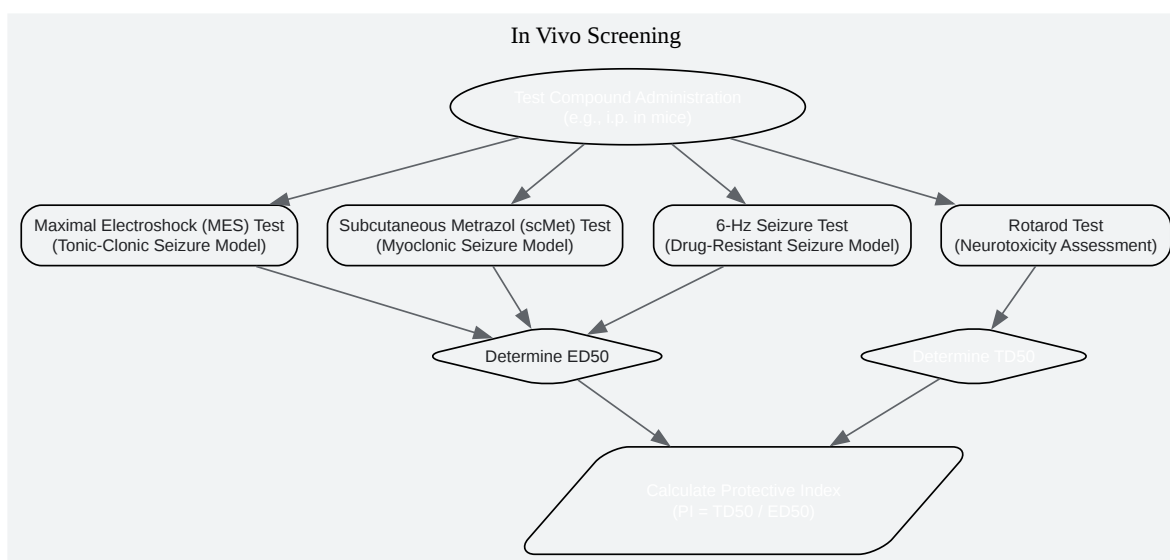 In Vivo Screening
Test Compound Administration
(e.g., i.p. in mice)
Maximal Electroshock (MES) Test
(Tonic-Clonic Seizure Model)
Subcutaneous Metrazol (scMet) Test
(Myoclonic Seizure Model)
6-Hz Seizure Test
(Drug-Resistant Seizure Model)
Rotarod Test
(Neurotoxicity Assessment)
Determine ED50
Determine TD50
Calculate Protective Index
(PI = TD50 / ED50)